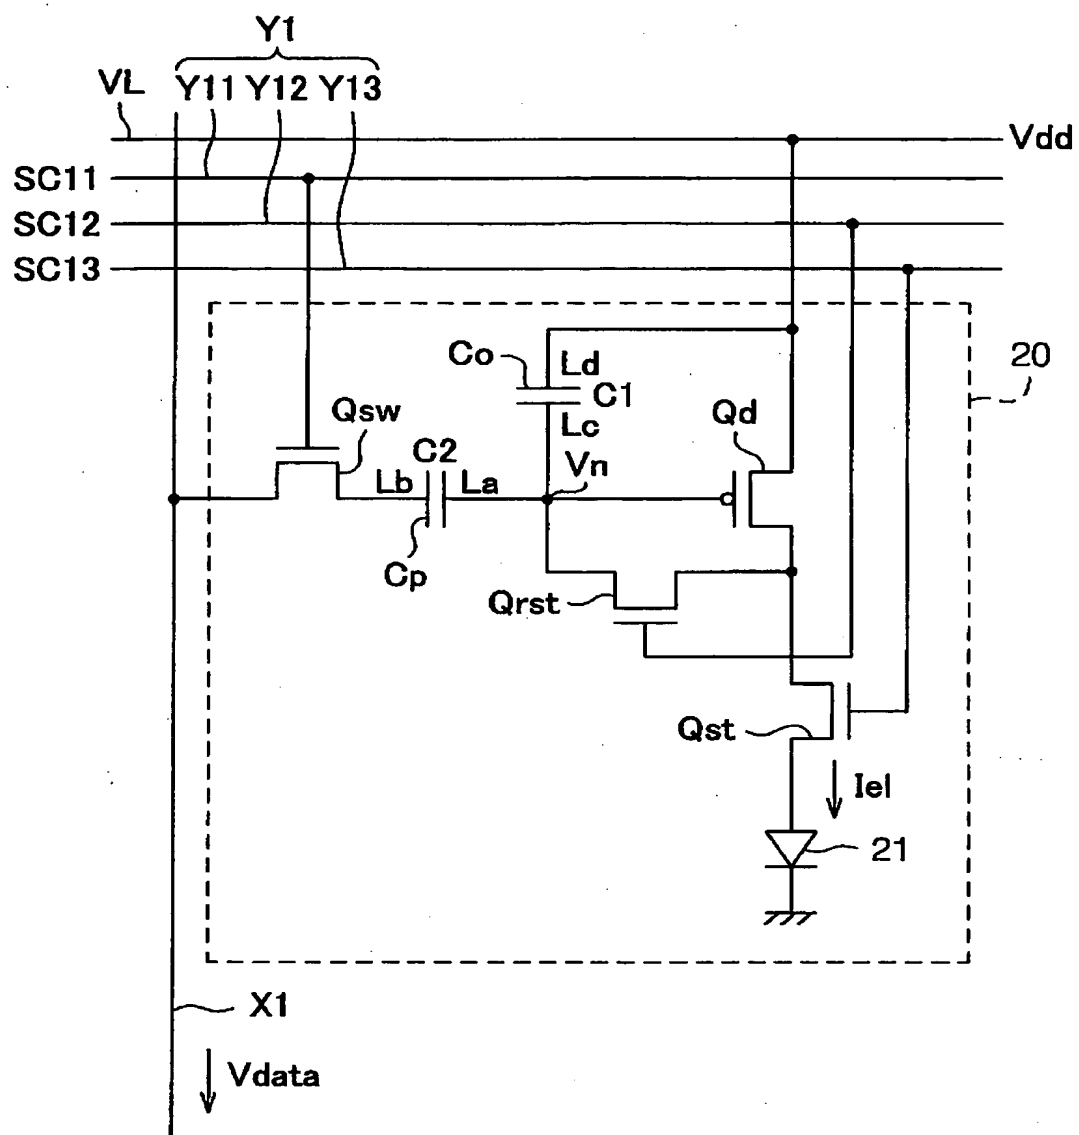 Y1
VL Y11 Y12 Y13
Vdd
SC11
SC12
SC13
20
Co Ld
C1
Lc
Qsw
Qd
C2
Vn
Lb La
Cp
Qrst
Qst
Iel
21
X1
Vdata